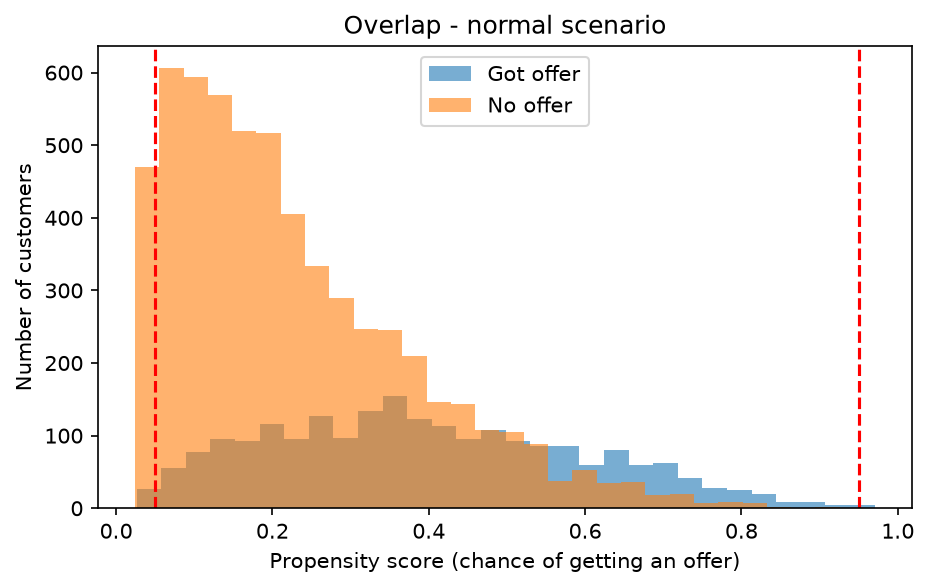 Overlap - normal scenario
Got offer
No offer
Number of customers
600
500
400
300
200
100
0
0.0 0.2 0.4 0.6 0.8 1.0
Propensity score (chance of getting an offer)